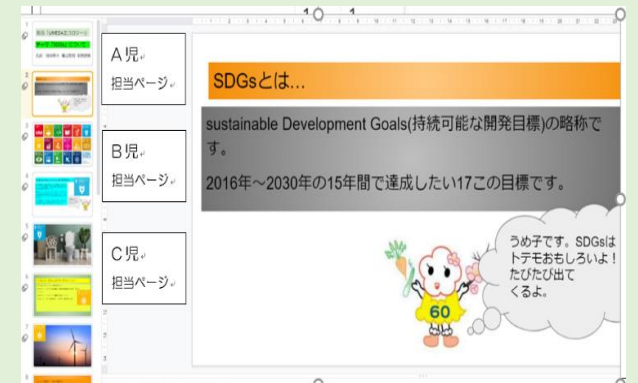 A児
担当ページ
B児
担当ページ
C児
担当ページ
SDGsとは…
sustainable Development Goals(持続可能な開発目標)の略称で
す。
2016年～2030年の15年間で達成したい17この目標です。
うめ子です。SDGsは
トテモおもしろいよ！
たびたび出て
くるよ。
60